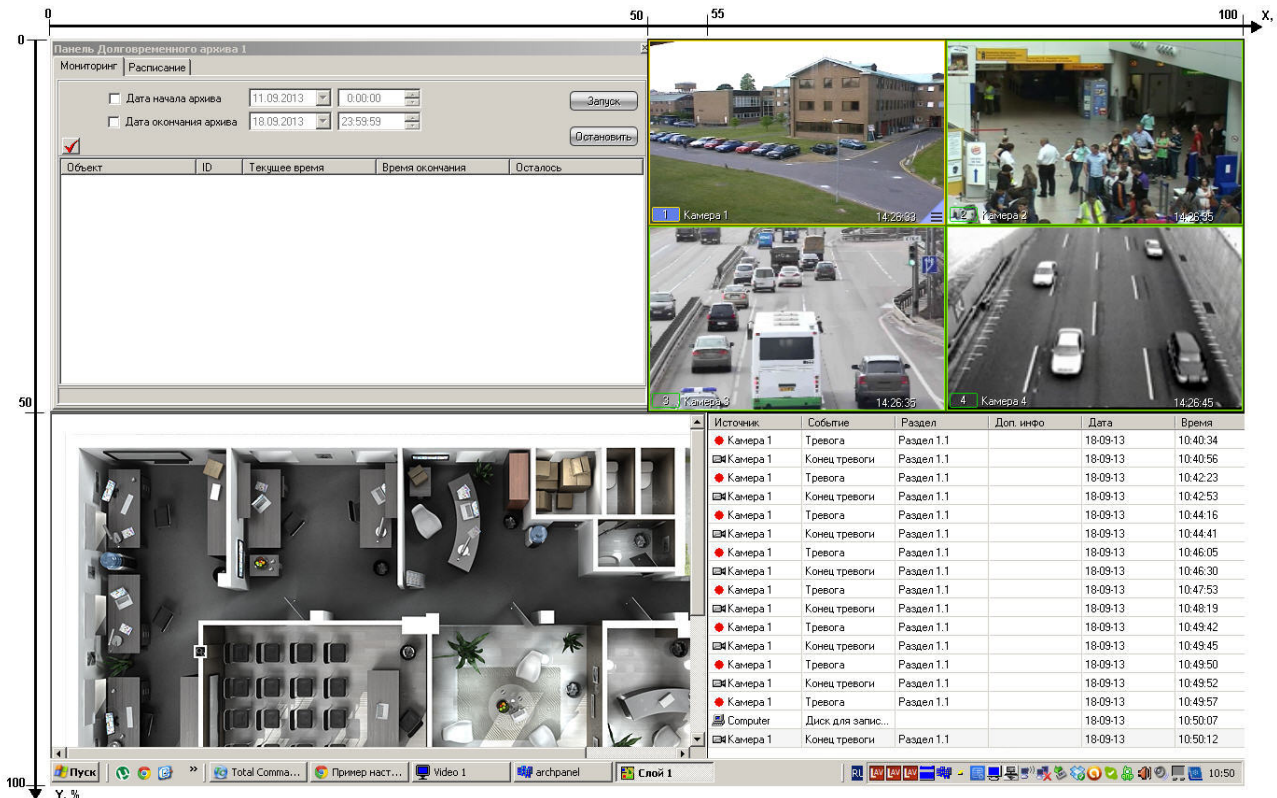 0 50 55 100 X,
0
Панель Долговременного архива 1
Мониторинг Расписание
Дата начала архива 11.09.2013 0:00:00 Запуск
Дата окончания архива 18.09.2013 23:59:59 Остановить
Объект ID Текущее время Время окончания Осталось
1 Камера 1 14:26:33
2 Камера 2 14:26:35
3 Камера 3 14:26:35
4 Камера 4 14:26:45
50
Источник Событие Раздел Доп. инфо Дата Время
Камера 1 Тревога Раздел 1.1 18-09-13 10:40:34
Камера 1 Конец тревоги Раздел 1.1 18-09-13 10:40:56
Камера 1 Тревога Раздел 1.1 18-09-13 10:42:23
Камера 1 Конец тревоги Раздел 1.1 18-09-13 10:42:53
Камера 1 Тревога Раздел 1.1 18-09-13 10:44:16
Камера 1 Конец тревоги Раздел 1.1 18-09-13 10:44:41
Камера 1 Тревога Раздел 1.1 18-09-13 10:46:05
Камера 1 Конец тревоги Раздел 1.1 18-09-13 10:46:30
Камера 1 Тревога Раздел 1.1 18-09-13 10:47:53
Камера 1 Конец тревоги Раздел 1.1 18-09-13 10:48:19
Камера 1 Тревога Раздел 1.1 18-09-13 10:49:42
Камера 1 Конец тревоги Раздел 1.1 18-09-13 10:49:45
Камера 1 Тревога Раздел 1.1 18-09-13 10:49:50
Камера 1 Конец тревоги Раздел 1.1 18-09-13 10:49:52
Камера 1 Тревога Раздел 1.1 18-09-13 10:49:57
Computer Диск для запис... 18-09-13 10:50:07
Камера 1 Конец тревоги Раздел 1.1 18-09-13 10:50:12
Пуск » Total Comma... Пример наст... Video 1 archpanel Слой 1 RU LAV LAV LAV 10:50
100
Y, %